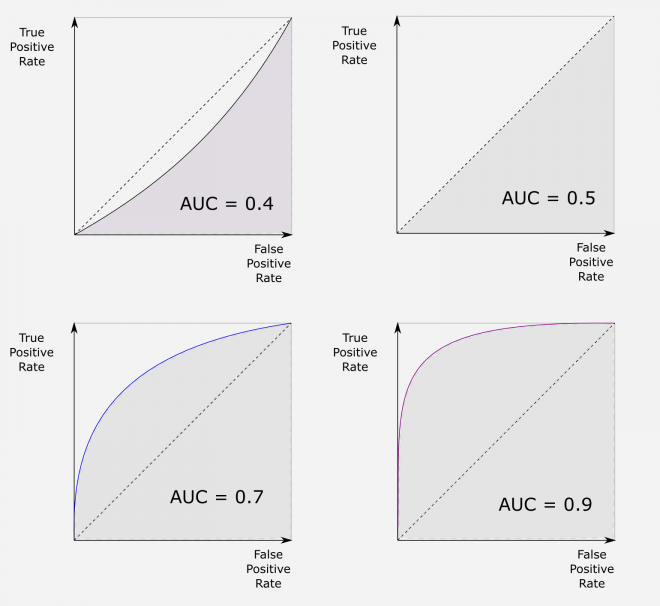 True
Positive
Rate
AUC = 0.4
False
Positive
Rate
True
Positive
Rate
AUC = 0.5
False
Positive
Rate
True
Positive
Rate
AUC = 0.7
False
Positive
Rate
True
Positive
Rate
AUC = 0.9
False
Positive
Rate